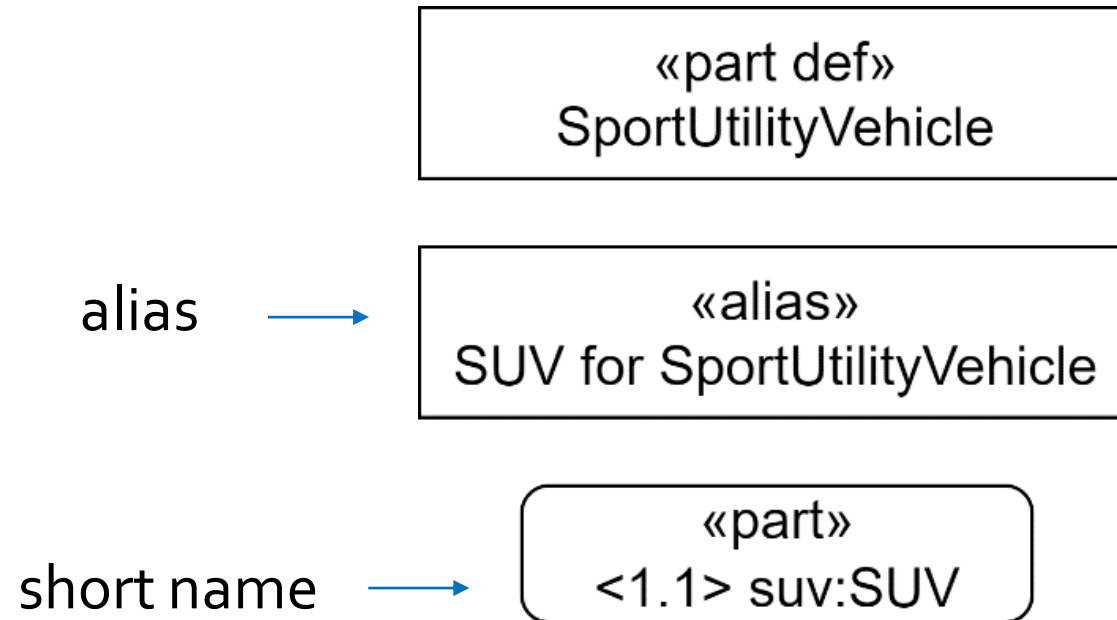 «part def»
SportUtilityVehicle
alias
«alias»
SUV for SportUtilityVehicle
«part»
short name
<1.1> suv:SUV